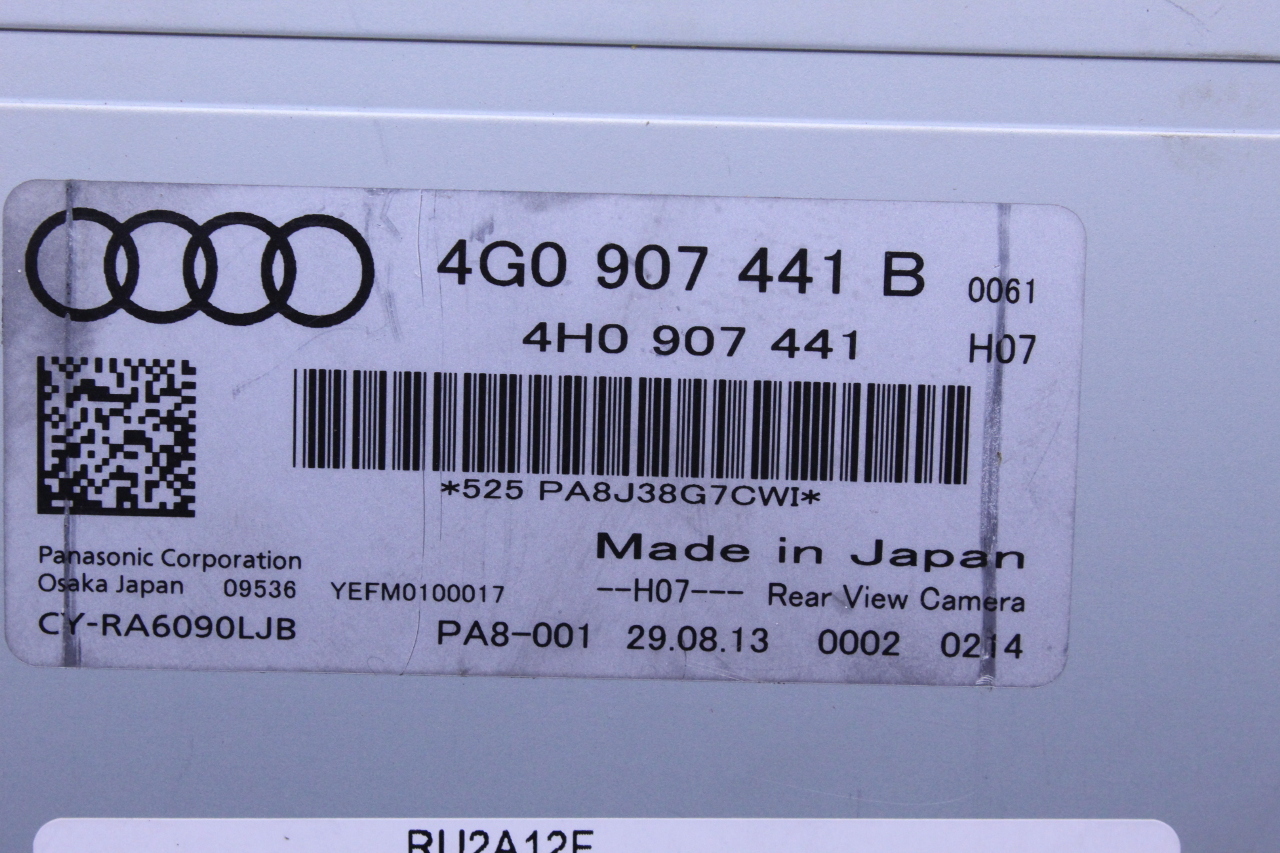 4G0 907 441 B 0061
4H0 907 441 H07
*525 PA8J38G7CWI*
Made in Japan
Panasonic Corporation
Osaka Japan 09536 YEFM0100017 --H07--- Rear View Camera
CY-RA6090LJB PA8-001 29.08.13 0002 0214